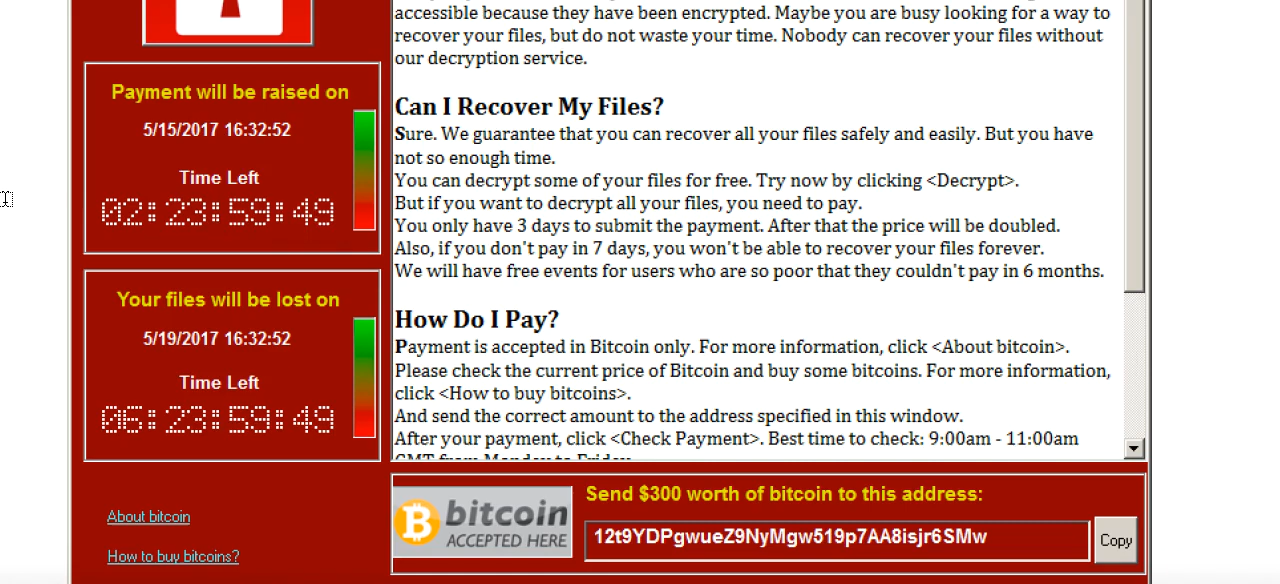 accessible because they have been encrypted. Maybe you are busy looking for a way to
recover your files, but do not waste your time. Nobody can recover your files without
our decryption service.
Payment will be raised on
5/15/2017 16:32:52
Time Left
02:23:59:49
Can I Recover My Files?
Sure. We guarantee that you can recover all your files safely and easily. But you have
not so enough time.
You can decrypt some of your files for free. Try now by clicking <Decrypt>.
But if you want to decrypt all your files, you need to pay.
You only have 3 days to submit the payment. After that the price will be doubled.
Also, if you don't pay in 7 days, you won't be able to recover your files forever.
We will have free events for users who are so poor that they couldn't pay in 6 months.
Your files will be lost on
5/19/2017 16:32:52
Time Left
06:23:59:49
How Do I Pay?
Payment is accepted in Bitcoin only. For more information, click <About bitcoin>.
Please check the current price of Bitcoin and buy some bitcoins. For more information,
click <How to buy bitcoins>.
And send the correct amount to the address specified in this window.
After your payment, click <Check Payment>. Best time to check: 9:00am - 11:00am
GMT from Monday to Friday
About bitcoin
How to buy bitcoins?
bitcoin
ACCEPTED HERE
Send $300 worth of bitcoin to this address:
12t9YDPgwueZ9NyMgw519p7AA8isjr6SMw
Copy